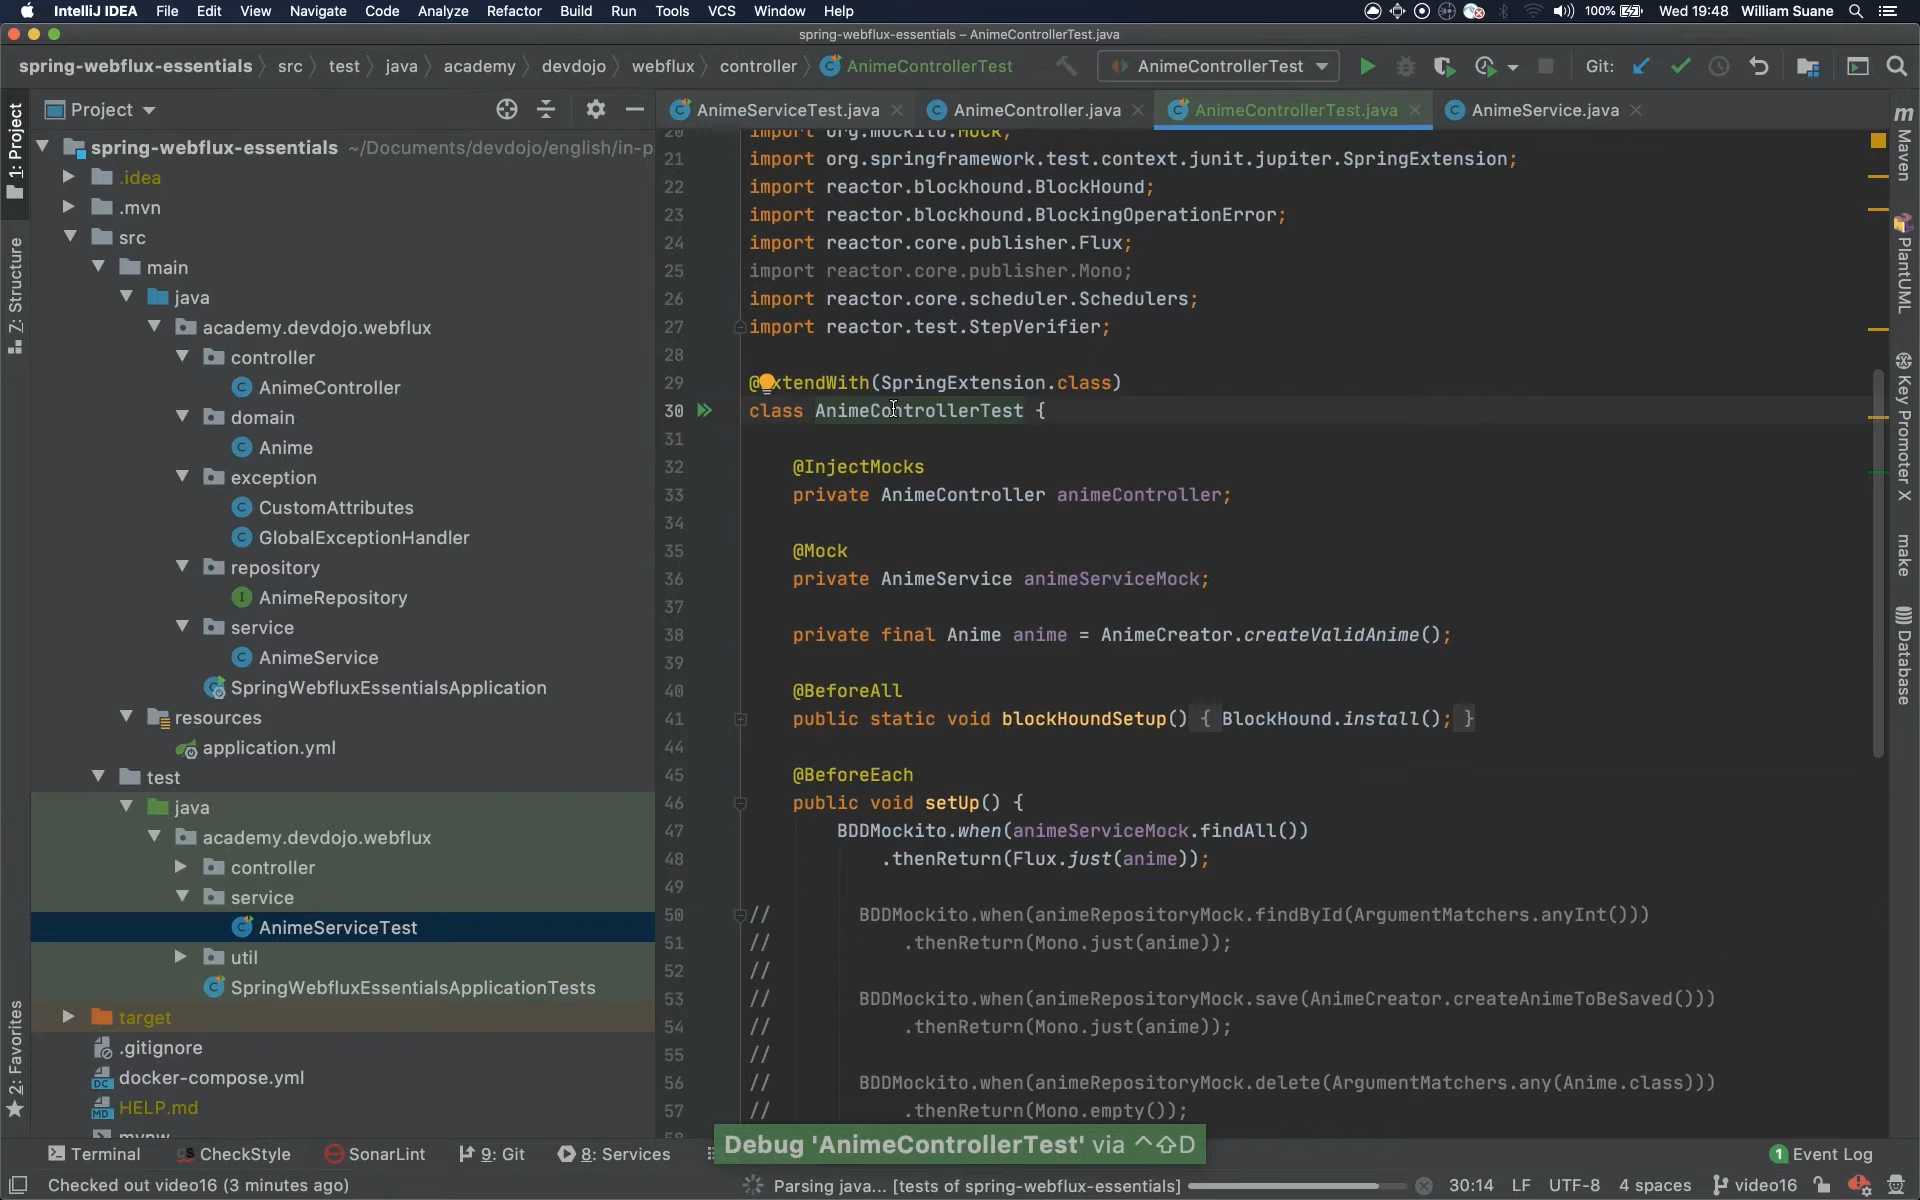 IntelliJ IDEA File Edit View Navigate Code Analyze Refactor Build Run Tools VCS Window Help 100% Wed 19:48 William Suane
spring-webflux-essentials – AnimeControllerTest.java
spring-webflux-essentials src test java academy devdojo webflux controller AnimeControllerTest AnimeControllerTest Git:
Project
AnimeServiceTest.java AnimeController.java AnimeControllerTest.java AnimeService.java
1: Project
Z: Structure
2: Favorites
spring-webflux-essentials ~/Documents/devdojo/english/in-p
.idea
.mvn
src
main
java
academy.devdojo.webflux
controller
AnimeController
domain
Anime
exception
CustomAttributes
GlobalExceptionHandler
repository
AnimeRepository
service
AnimeService
SpringWebfluxEssentialsApplication
resources
application.yml
test
java
academy.devdojo.webflux
controller
service
AnimeServiceTest
util
SpringWebfluxEssentialsApplicationTests
target
.gitignore
docker-compose.yml
HELP.md
mvnw
20 import org.mockito.Mock;
21 import org.springframework.test.context.junit.jupiter.SpringExtension;
22 import reactor.blockhound.BlockHound;
23 import reactor.blockhound.BlockingOperationError;
24 import reactor.core.publisher.Flux;
25 import reactor.core.publisher.Mono;
26 import reactor.core.scheduler.Schedulers;
27 import reactor.test.StepVerifier;
28
29 @ExtendWith(SpringExtension.class)
30 class AnimeControllerTest {
31
32 @InjectMocks
33 private AnimeController animeController;
34
35 @Mock
36 private AnimeService animeServiceMock;
37
38 private final Anime anime = AnimeCreator.createValidAnime();
39
40 @BeforeAll
41 public static void blockHoundSetup() { BlockHound.install(); }
44
45 @BeforeEach
46 public void setUp() {
47 BDDMockito.when(animeServiceMock.findAll())
48 .thenReturn(Flux.just(anime));
49
50 // BDDMockito.when(animeRepositoryMock.findById(ArgumentMatchers.anyInt()))
51 // .thenReturn(Mono.just(anime));
52 //
53 // BDDMockito.when(animeRepositoryMock.save(AnimeCreator.createAnimeToBeSaved()))
54 // .thenReturn(Mono.just(anime));
55 //
56 // BDDMockito.when(animeRepositoryMock.delete(ArgumentMatchers.any(Anime.class)))
57 // .thenReturn(Mono.empty());
Maven
PlantUML
Key Promoter X
make
Database
Debug 'AnimeControllerTest' via ^⇧D
Terminal CheckStyle SonarLint 9: Git 8: Services 1 Event Log
Checked out video16 (3 minutes ago) Parsing java... [tests of spring-webflux-essentials] 30:14 LF UTF-8 4 spaces video16